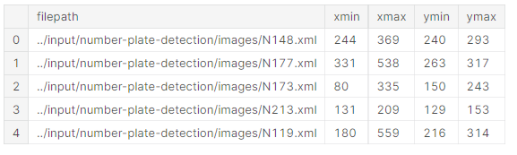 filepath xmin xmax ymin ymax
0 ../input/number-plate-detection/images/N148.xml 244 369 240 293
1 ../input/number-plate-detection/images/N177.xml 331 538 263 317
2 ../input/number-plate-detection/images/N173.xml 80 335 150 243
3 ../input/number-plate-detection/images/N213.xml 131 209 129 153
4 ../input/number-plate-detection/images/N119.xml 180 559 216 314